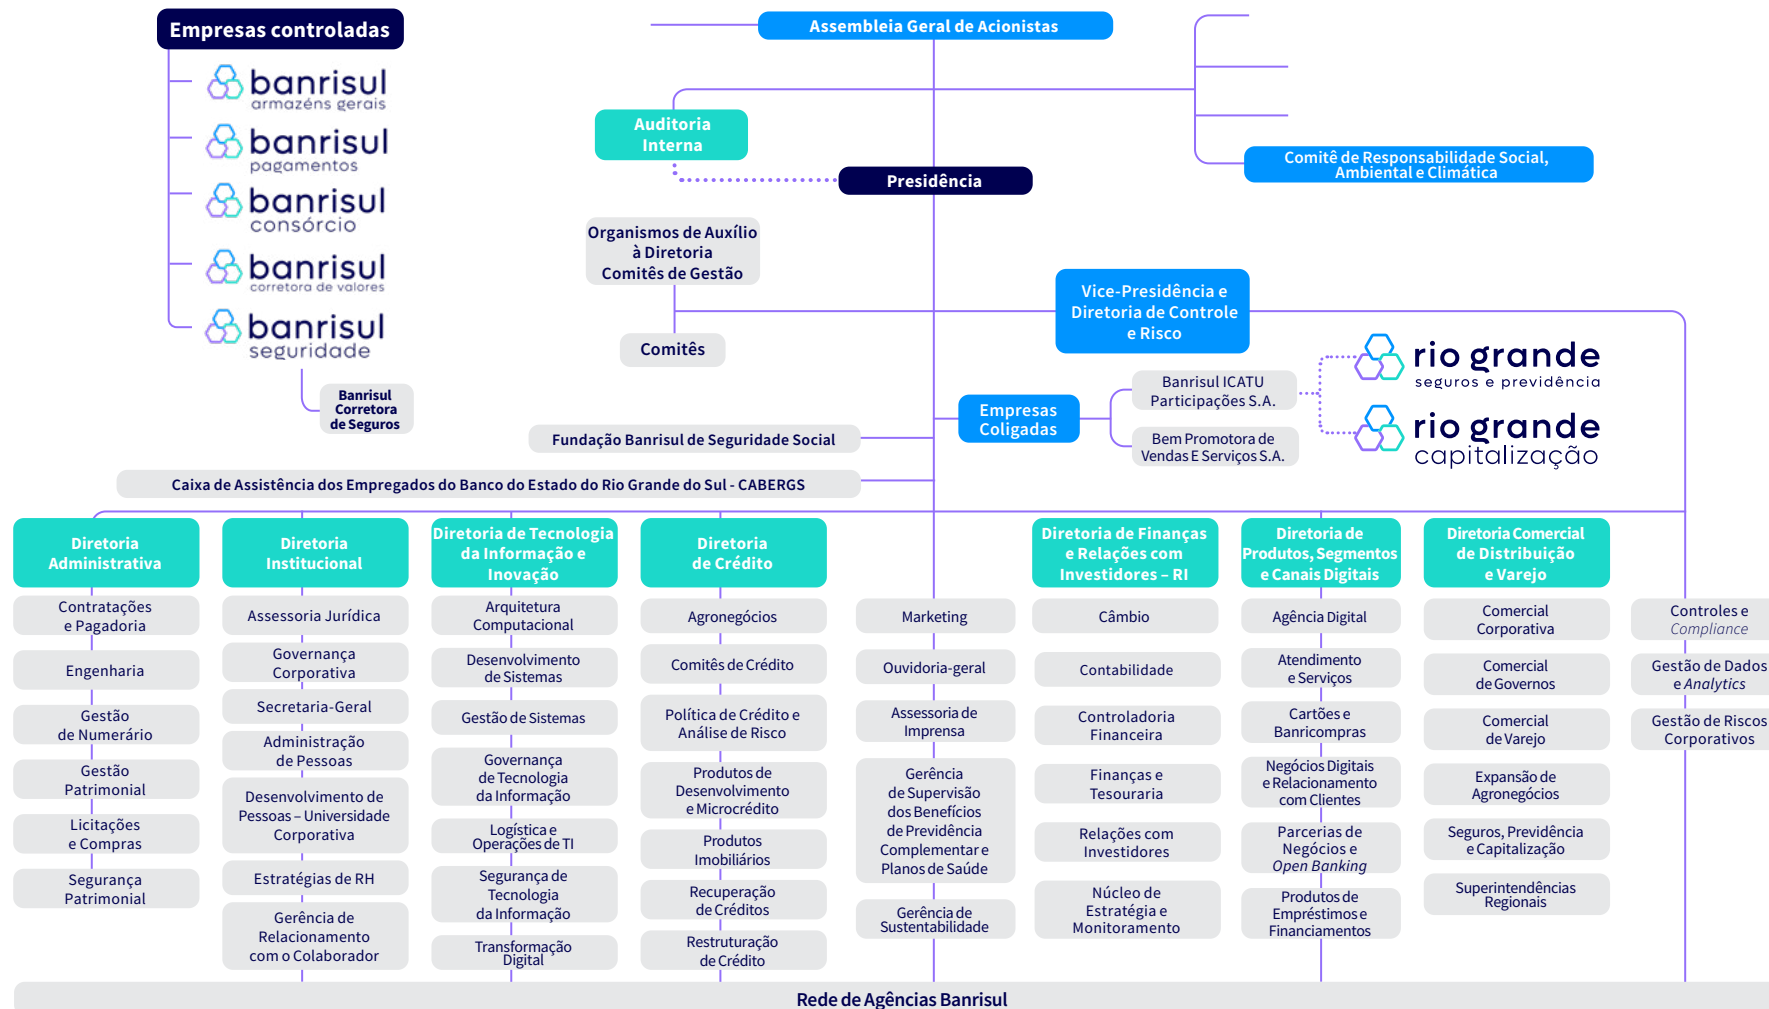 Empresas controladas
banrisul
armazéns gerais
banrisul
pagamentos
banrisul
consórcio
banrisul
corretora de valores
banrisul
seguridade
Banrisul
Corretora
de Seguros
Assembleia Geral de Acionistas
Auditoria
Interna
Comitê de Responsabilidade Social,
Ambiental e Climática
Presidência
Organismos de Auxílio
à Diretoria
Comitês de Gestão
Comitês
Vice-Presidência e
Diretoria de Controle
e Risco
Empresas
Coligadas
Banrisul ICATU
Participações S.A.
Bem Promotora de
Vendas E Serviços S.A.
rio grande
seguros e previdência
rio grande
capitalização
Fundação Banrisul de Seguridade Social
Caixa de Assistência dos Empregados do Banco do Estado do Rio Grande do Sul - CABERGS
Diretoria
Administrativa
Contratações
e Pagadoria
Engenharia
Gestão
de Numerário
Gestão
Patrimonial
Licitações
e Compras
Segurança
Patrimonial
Diretoria
Institucional
Assessoria Jurídica
Governança
Corporativa
Secretaria-Geral
Administração
de Pessoas
Desenvolvimento de
Pessoas – Universidade
Corporativa
Estratégias de RH
Gerência de
Relacionamento
com o Colaborador
Diretoria de Tecnologia
da Informação e
Inovação
Arquitetura
Computacional
Desenvolvimento
de Sistemas
Gestão de Sistemas
Governança
de Tecnologia
da Informação
Logística e
Operações de TI
Segurança de
Tecnologia
da Informação
Transformação
Digital
Diretoria
de Crédito
Agronegócios
Comitês de Crédito
Política de Crédito e
Análise de Risco
Produtos de
Desenvolvimento
e Microcrédito
Produtos
Imobiliários
Recuperação
de Créditos
Restruturação
de Crédito
Marketing
Ouvidoria-geral
Assessoria de
Imprensa
Gerência
de Supervisão
dos Benefícios
de Previdência
Complementar e
Planos de Saúde
Gerência de
Sustentabilidade
Diretoria de Finanças
e Relações com
Investidores – RI
Câmbio
Contabilidade
Controladoria
Financeira
Finanças e
Tesouraria
Relações com
Investidores
Núcleo de
Estratégia e
Monitoramento
Diretoria de
Produtos, Segmentos
e Canais Digitais
Agência Digital
Atendimento
e Serviços
Cartões e
Banricompras
Negócios Digitais
e Relacionamento
com Clientes
Parcerias de
Negócios e
Open Banking
Produtos de
Empréstimos e
Financiamentos
Diretoria Comercial
de Distribuição
e Varejo
Comercial
Corporativa
Comercial
de Governos
Comercial
de Varejo
Expansão de
Agronegócios
Seguros, Previdência
e Capitalização
Superintendências
Regionais
Controles e
Compliance
Gestão de Dados
e Analytics
Gestão de Riscos
Corporativos
Rede de Agências Banrisul